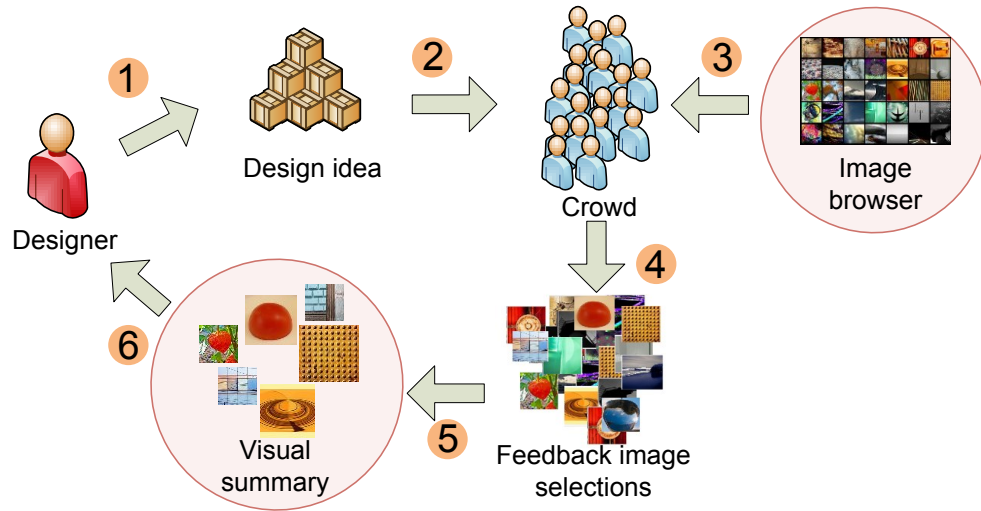 1
2
3
Design idea
Image
browser
Crowd
Designer
4
6
5
Visual
summary
Feedback image
selections